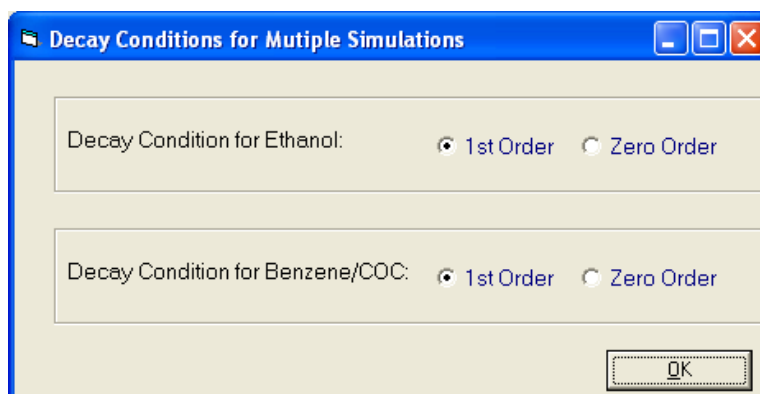 Decay Conditions for Mutiple Simulations
Decay Condition for Ethanol: 1st Order Zero Order
Decay Condition for Benzene/COC: 1st Order Zero Order
OK